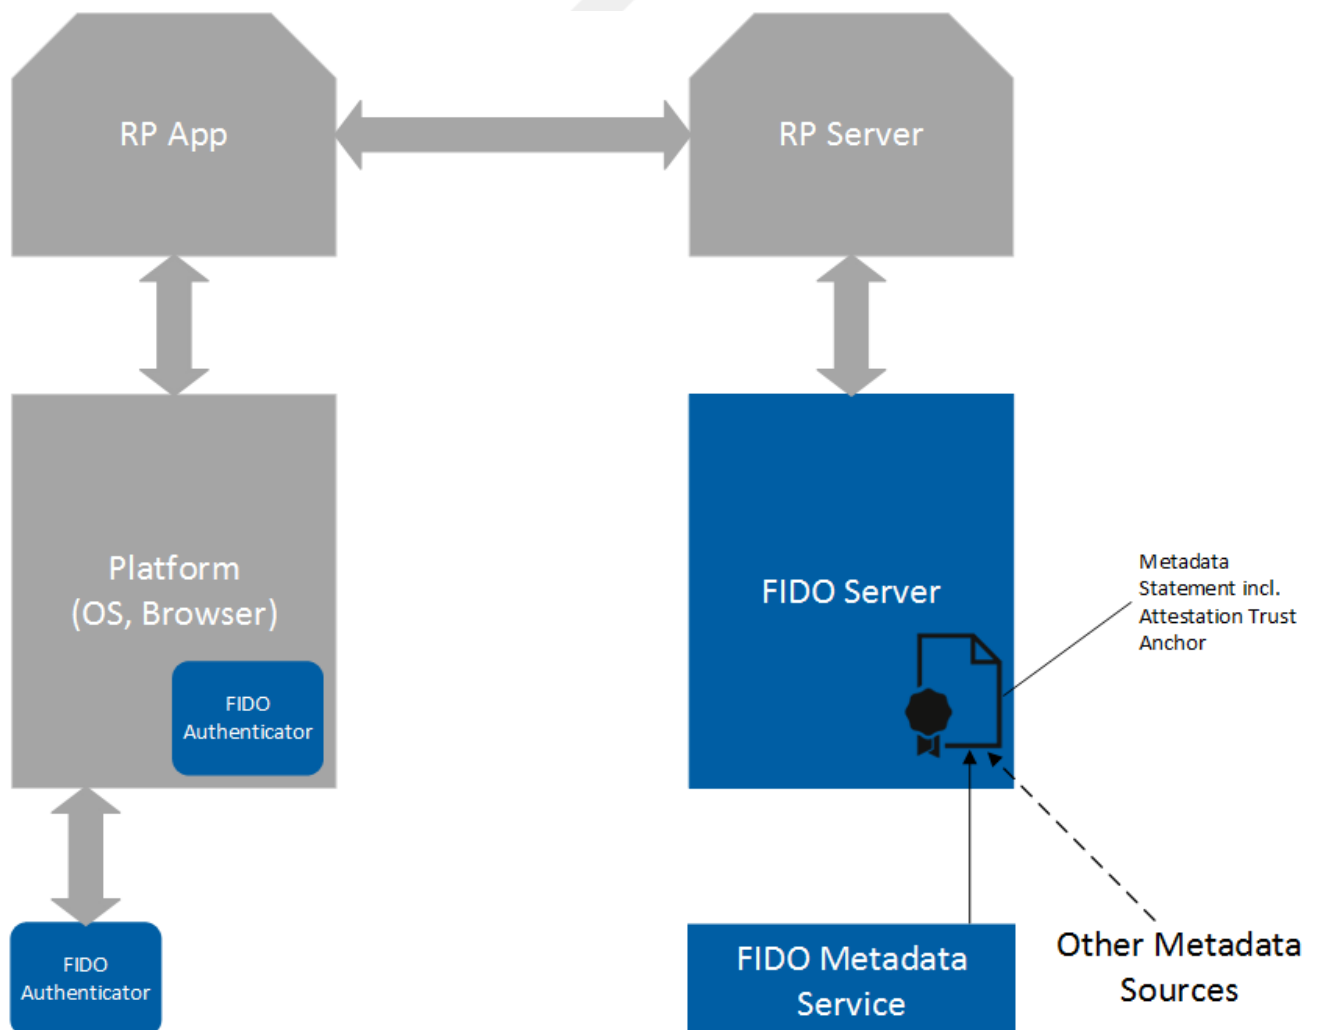 RP App
RP Server
Platform
(OS, Browser)
FIDO
Authenticator
FIDO Server
Metadata
Statement incl.
Attestation Trust
Anchor
FIDO
Authenticator
FIDO Metadata
Service
Other Metadata
Sources